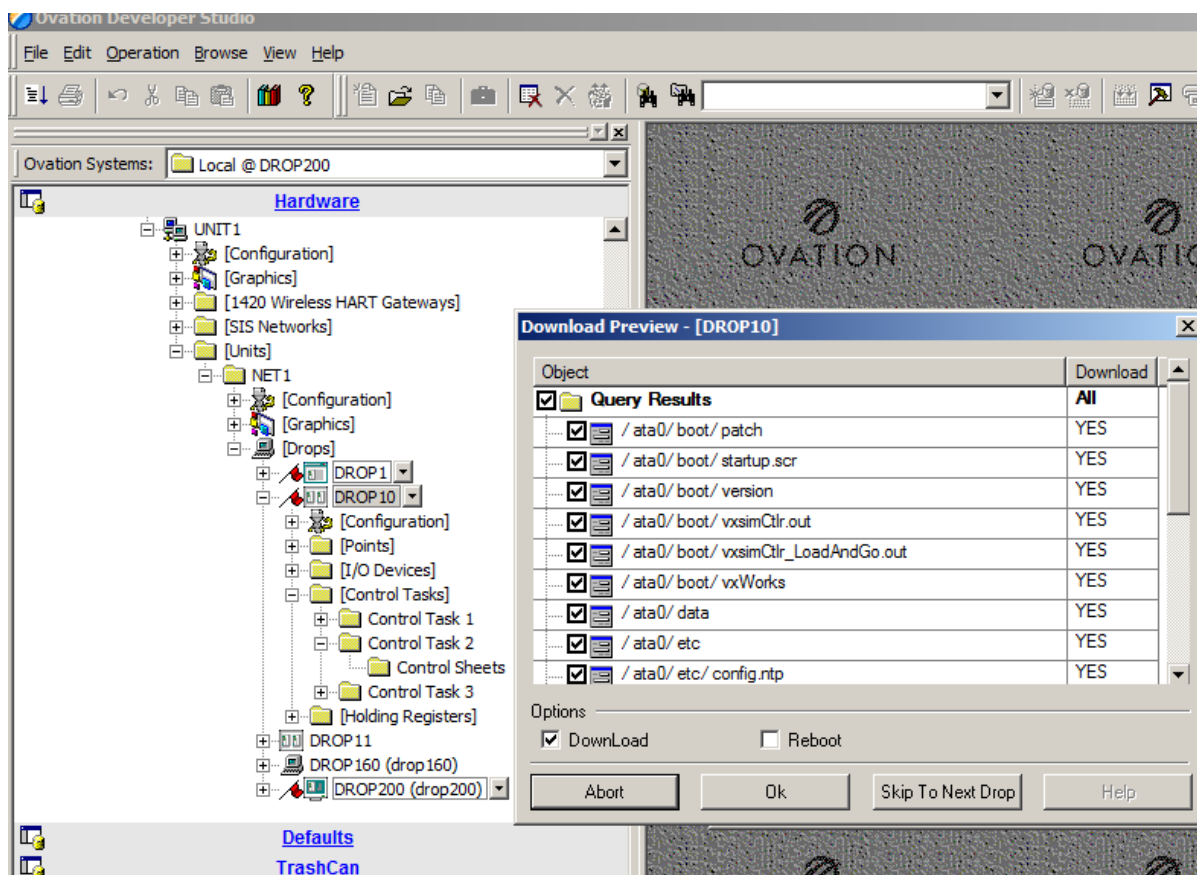 Ovation Developer Studio
File Edit Operation Browse View Help
Ovation Systems: Local @ DROP200
Hardware
UNIT1
[Configuration]
[Graphics]
[1420 Wireless HART Gateways]
[SIS Networks]
[Units]
NET1
[Configuration]
[Graphics]
[Drops]
DROP1
DROP10
[Configuration]
[Points]
[I/O Devices]
[Control Tasks]
Control Task 1
Control Task 2
Control Sheets
Control Task 3
[Holding Registers]
DROP11
DROP160 (drop160)
DROP200 (drop200)
Defaults
TrashCan
OVATION OVATIO
Download Preview - [DROP10]
Object Download
Query Results All
/ata0/boot/patch YES
/ata0/boot/startup.scr YES
/ata0/boot/version YES
/ata0/boot/vxsimCtlr.out YES
/ata0/boot/vxsimCtlr_LoadAndGo.out YES
/ata0/boot/vxWorks YES
/ata0/data YES
/ata0/etc YES
/ata0/etc/config.ntp YES
Options
DownLoad Reboot
Abort Ok Skip To Next Drop Help